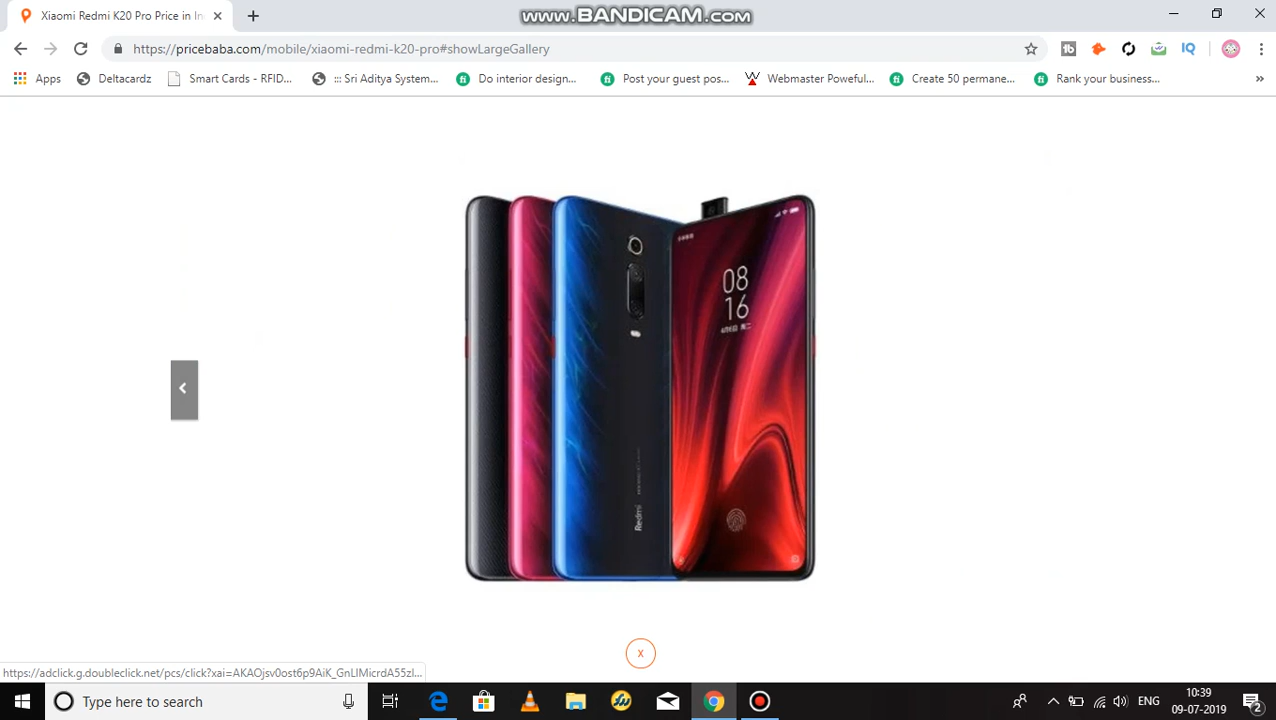 Xiaomi Redmi K20 Pro Price in In
www.BANDICAM.com
https://pricebaba.com/mobile/xiaomi-redmi-k20-pro#showLargeGallery
Apps
Deltacardz
Smart Cards - RFID...
::: Sri Aditya System...
Do interior design...
Post your guest pos...
Webmaster Poweful...
Create 50 permane...
Rank your business...
08
16
Redmi
X
https://adclick.g.doubleclick.net/pcs/click?xai=AKAOjsv0ost6p9AiK_GnLIMicrdA55zl...
Type here to search
ENG
10:39
09-07-2019
2